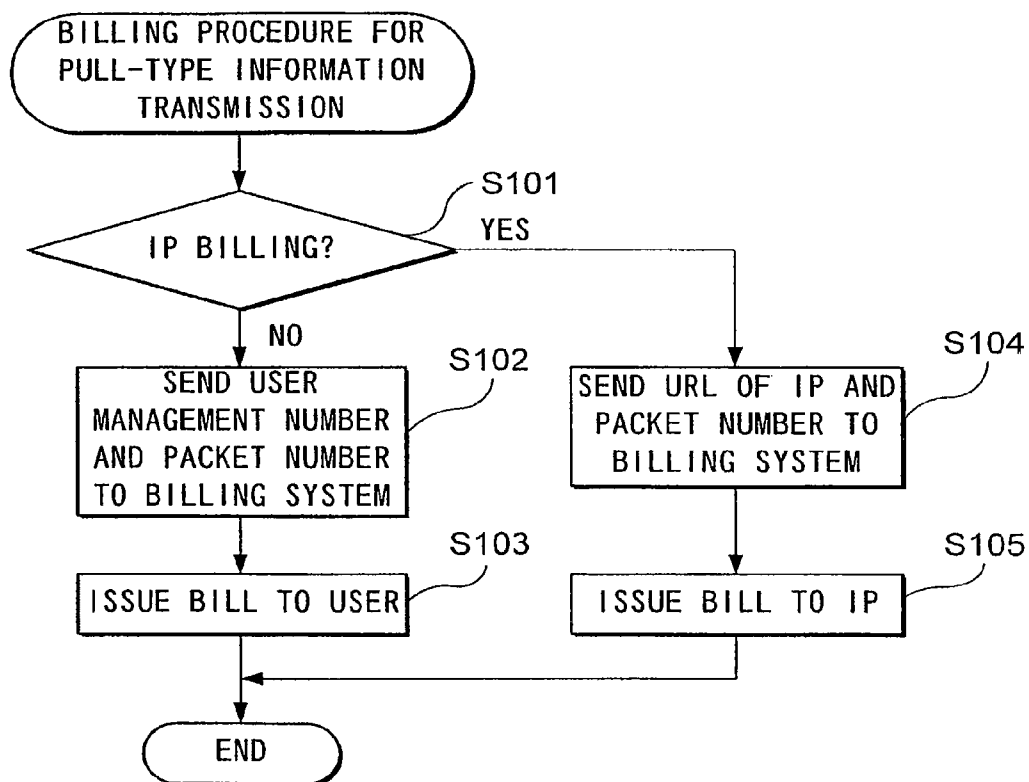 BILLING PROCEDURE FOR
PULL-TYPE INFORMATION
TRANSMISSION
S101
IP BILLING?
YES
NO
S102
SEND USER
MANAGEMENT NUMBER
AND PACKET NUMBER
TO BILLING SYSTEM
S104
SEND URL OF IP AND
PACKET NUMBER TO
BILLING SYSTEM
S103
ISSUE BILL TO USER
S105
ISSUE BILL TO IP
END